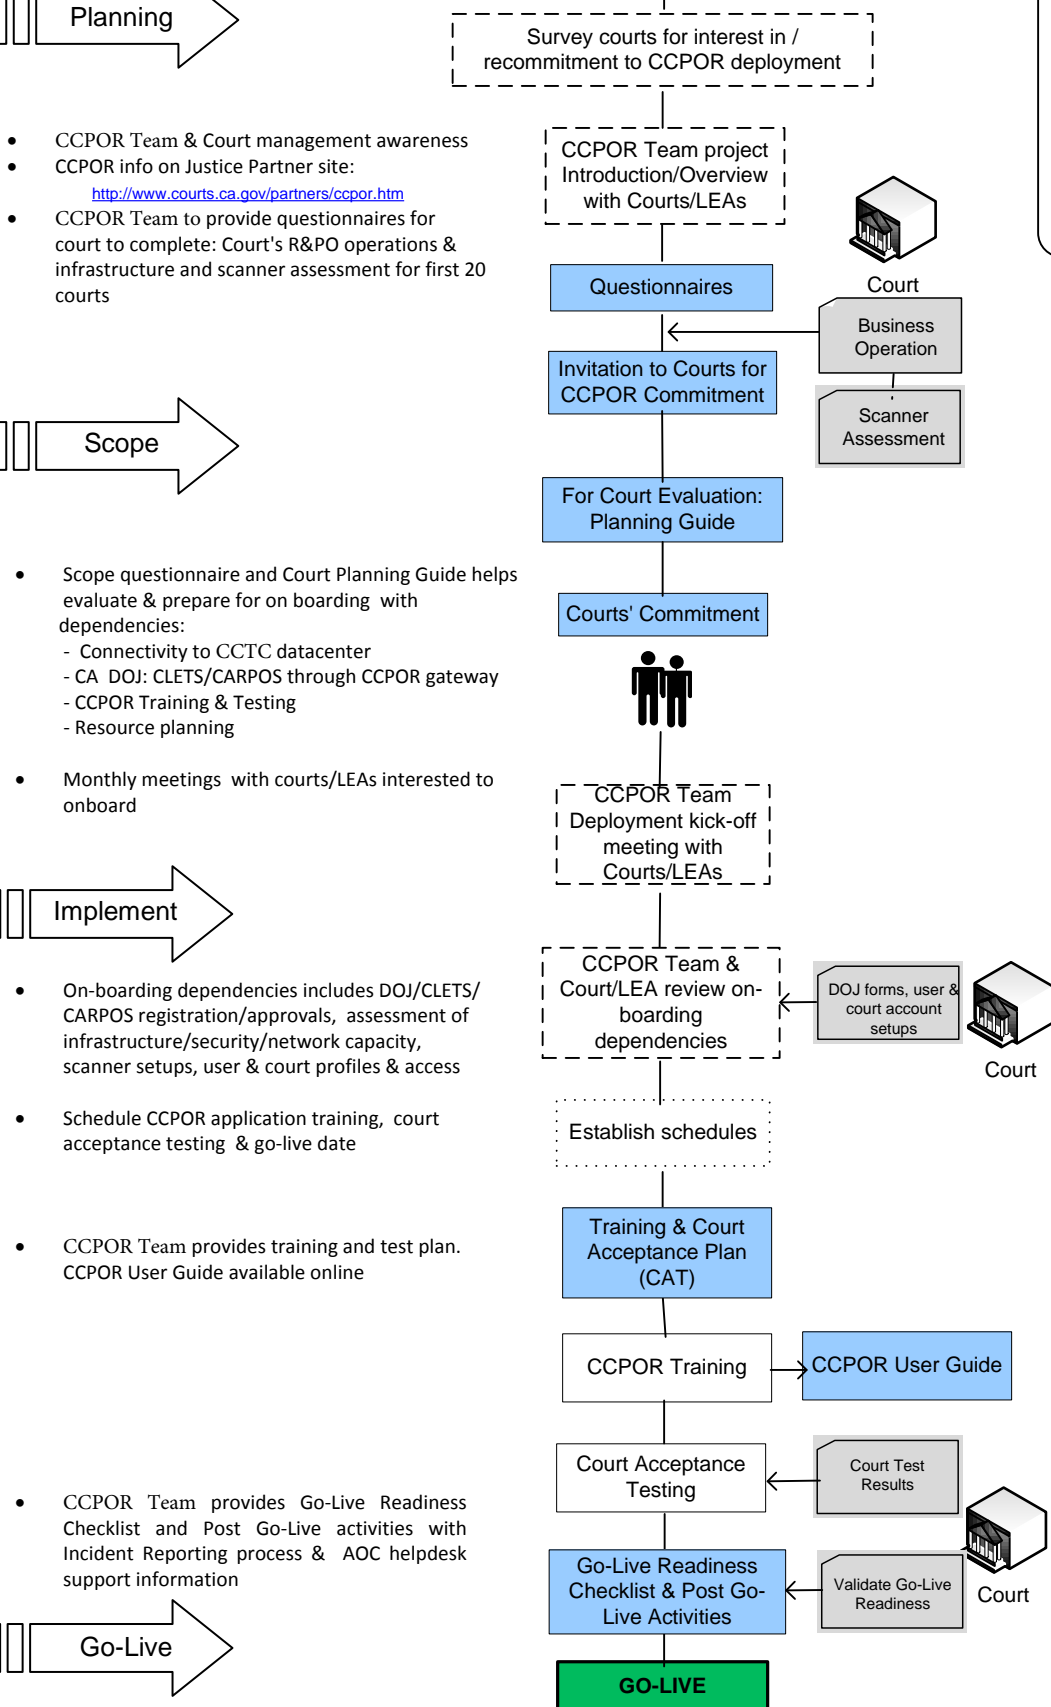 Planning
Survey courts for interest in /
recommitment to CCPOR deployment
• CCPOR Team & Court management awareness
• CCPOR info on Justice Partner site:
http://www.courts.ca.gov/partners/ccpor.htm
• CCPOR Team to provide questionnaires for
court to complete: Court's R&PO operations &
infrastructure and scanner assessment for first 20
courts
CCPOR Team project
Introduction/Overview
with Courts/LEAs
Court
Questionnaires
Business
Operation
Invitation to Courts for
CCPOR Commitment
Scanner
Assessment
Scope
For Court Evaluation:
Planning Guide
• Scope questionnaire and Court Planning Guide helps
evaluate & prepare for on boarding with
dependencies:
- Connectivity to CCTC datacenter
- CA DOJ: CLETS/CARPOS through CCPOR gateway
- CCPOR Training & Testing
- Resource planning
• Monthly meetings with courts/LEAs interested to
onboard
Courts' Commitment
CCPOR Team
Deployment kick-off
meeting with
Courts/LEAs
Implement
• On-boarding dependencies includes DOJ/CLETS/
CARPOS registration/approvals, assessment of
infrastructure/security/network capacity,
scanner setups, user & court profiles & access
• Schedule CCPOR application training, court
acceptance testing & go-live date
CCPOR Team &
Court/LEA review on-
boarding
dependencies
DOJ forms, user &
court account
setups
Court
Establish schedules
• CCPOR Team provides training and test plan.
CCPOR User Guide available online
Training & Court
Acceptance Plan
(CAT)
CCPOR Training
CCPOR User Guide
Court Acceptance
Testing
Court Test
Results
• CCPOR Team provides Go-Live Readiness
Checklist and Post Go-Live activities with
Incident Reporting process & AOC helpdesk
support information
Go-Live Readiness
Checklist & Post Go-
Live Activities
Validate Go-Live
Readiness
Court
Go-Live
GO-LIVE